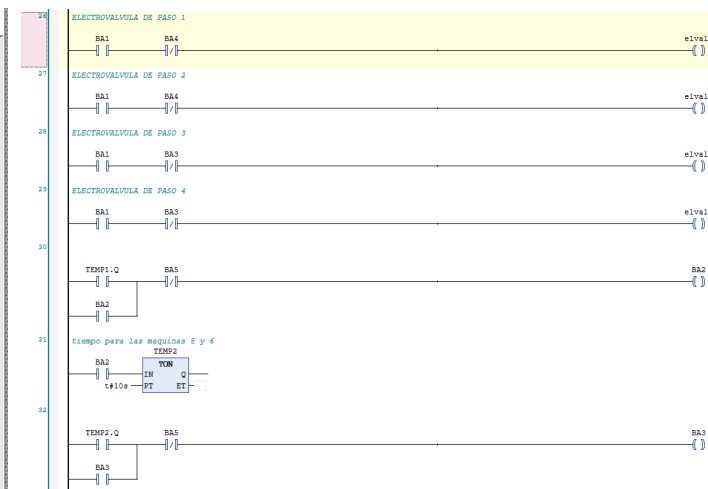 26 ELECTROVALVULA DE PASO 1
BA1 BA4 elval
27 ELECTROVALVULA DE PASO 2
BA1 BA4 elval
28 ELECTROVALVULA DE PASO 3
BA1 BA3 elval
29 ELECTROVALVULA DE PASO 4
BA1 BA3 elval
30
TEMP1.Q BA5 BA2
BA2
31 tiempo para las maquinas 5 y 6
TEMP2
BA2 TON
IN Q
t#10s PT ET
32
TEMP2.Q BA5 BA3
BA3